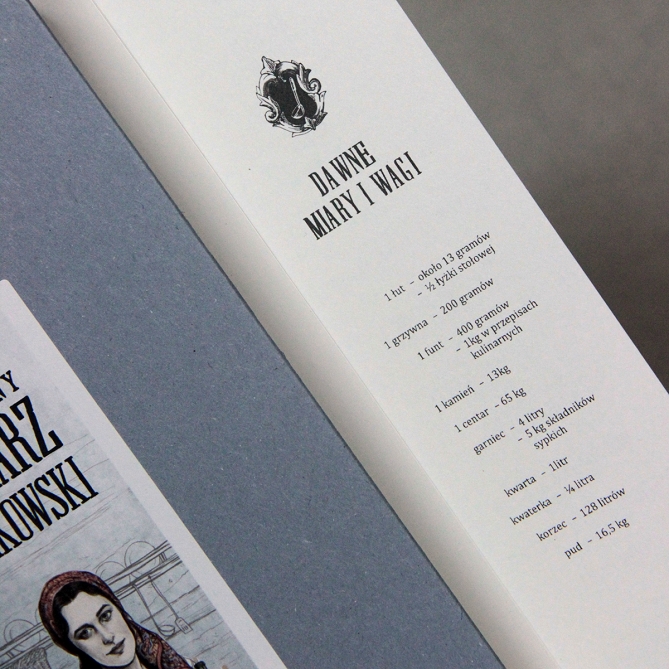 DAWNE
MIARY I WAGI
1 łut – około 13 gramów
– ½ łyżki stołowej
1 grzywna – 200 gramów
1 funt – 400 gramów
– 1kg w przepisach
kulinarnych
1 kamień – 13kg
1 centar – 65 kg
garniec – 4 litry
– 5 kg składników
sypkich
kwarta – 1litr
kwaterka – ¼ litra
korzec – 128 litrów
pud – 16,5 kg